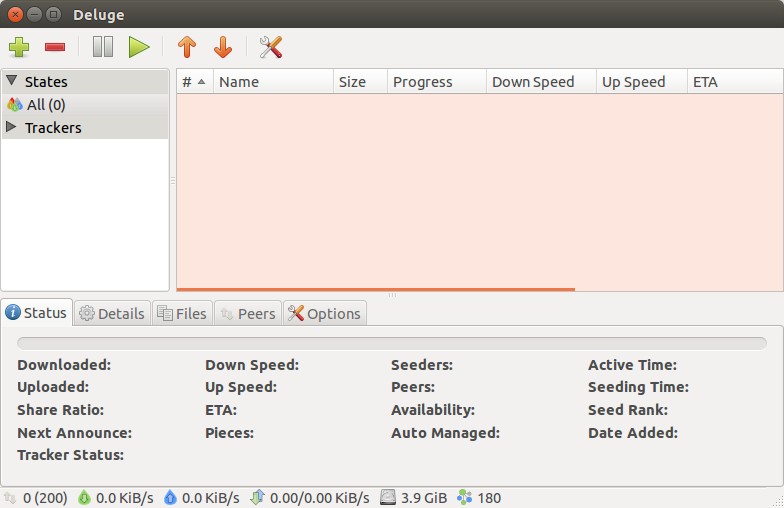 Deluge
# Name Size Progress Down Speed Up Speed ETA
States
All (0)
Trackers
Status Details Files Peers Options
Downloaded: Down Speed: Seeders: Active Time:
Uploaded: Up Speed: Peers: Seeding Time:
Share Ratio: ETA: Availability: Seed Rank:
Next Announce: Pieces: Auto Managed: Date Added:
Tracker Status:
0 (200) 0.0 KiB/s 0.0 KiB/s 0.00/0.00 KiB/s 3.9 GiB 180